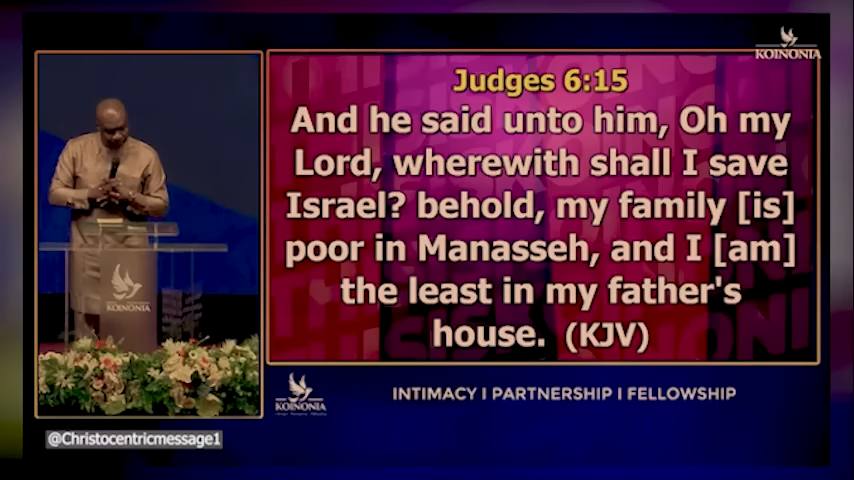 KOINONIA
Judges 6:15
And he said unto him, Oh my
Lord, wherewith shall I save
Israel? behold, my family [is]
poor in Manasseh, and I [am]
the least in my father's
house. (KJV)
KOINONIA
KOINONIA
INTIMACY I PARTNERSHIP I FELLOWSHIP
@Christocentricmessage1